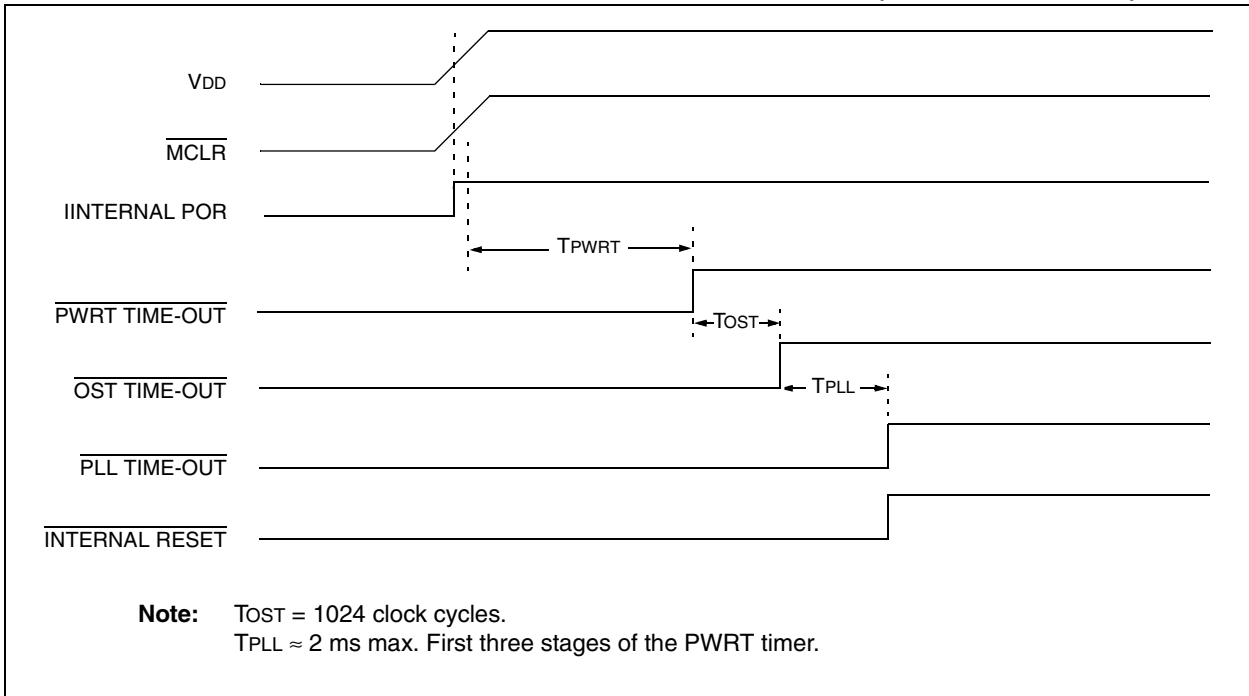 VDD
MCLR
IINTERNAL POR
TPWRT
PWRT TIME-OUT
TOST
OST TIME-OUT
TPLL
PLL TIME-OUT
INTERNAL RESET
Note: TOST = 1024 clock cycles.
TPLL ≈ 2 ms max. First three stages of the PWRT timer.